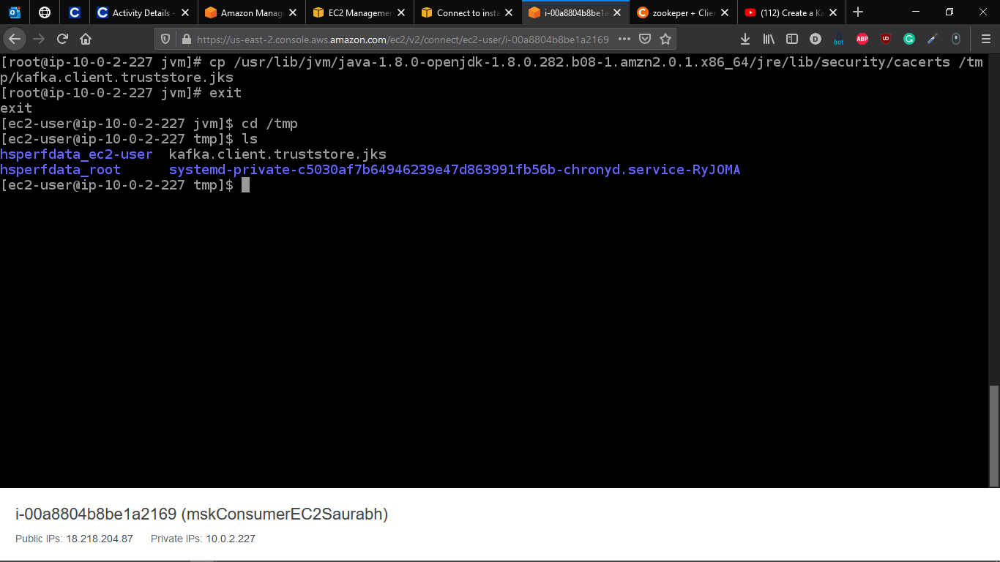 Activity Details -
Amazon Manag
EC2 Managemen
Connect to insta
i-00a8804b8be1a
zookeper + Clien
(112) Create a Ka
https://us-east-2.console.aws.amazon.com/ec2/v2/connect/ec2-user/i-00a8804b8be1a2169
bot
ABP
[root@ip-10-0-2-227 jvm]# cp /usr/lib/jvm/java-1.8.0-openjdk-1.8.0.282.b08-1.amzn2.0.1.x86_64/jre/lib/security/cacerts /tm
p/kafka.client.truststore.jks
[root@ip-10-0-2-227 jvm]# exit
exit
[ec2-user@ip-10-0-2-227 jvm]$ cd /tmp
[ec2-user@ip-10-0-2-227 tmp]$ ls
hsperfdata_ec2-user  kafka.client.truststore.jks
hsperfdata_root      systemd-private-c5030af7b64946239e47d863991fb56b-chronyd.service-RyJOMA
[ec2-user@ip-10-0-2-227 tmp]$
i-00a8804b8be1a2169 (mskConsumerEC2Saurabh)
Public IPs: 18.218.204.87 Private IPs: 10.0.2.227